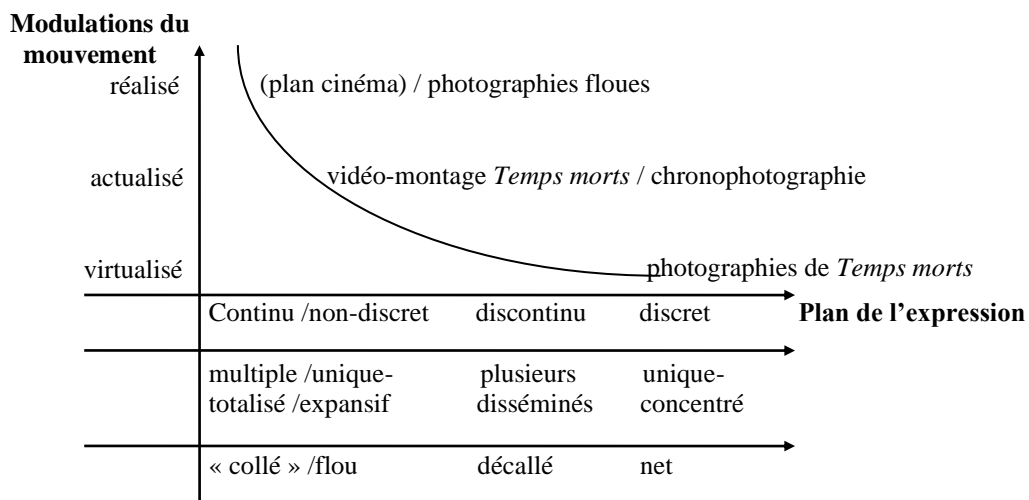 Modulations du
mouvement
réalisé
(plan cinéma) / photographies floues
actualisé
vidéo-montage Temps morts / chronophotographie
virtualisé
photographies de Temps morts
Continu /non-discret discontinu discret Plan de l’expression
multiple /unique- plusieurs unique-
totalisé /expansif disséminés concentré
« collé » /flou décallé net